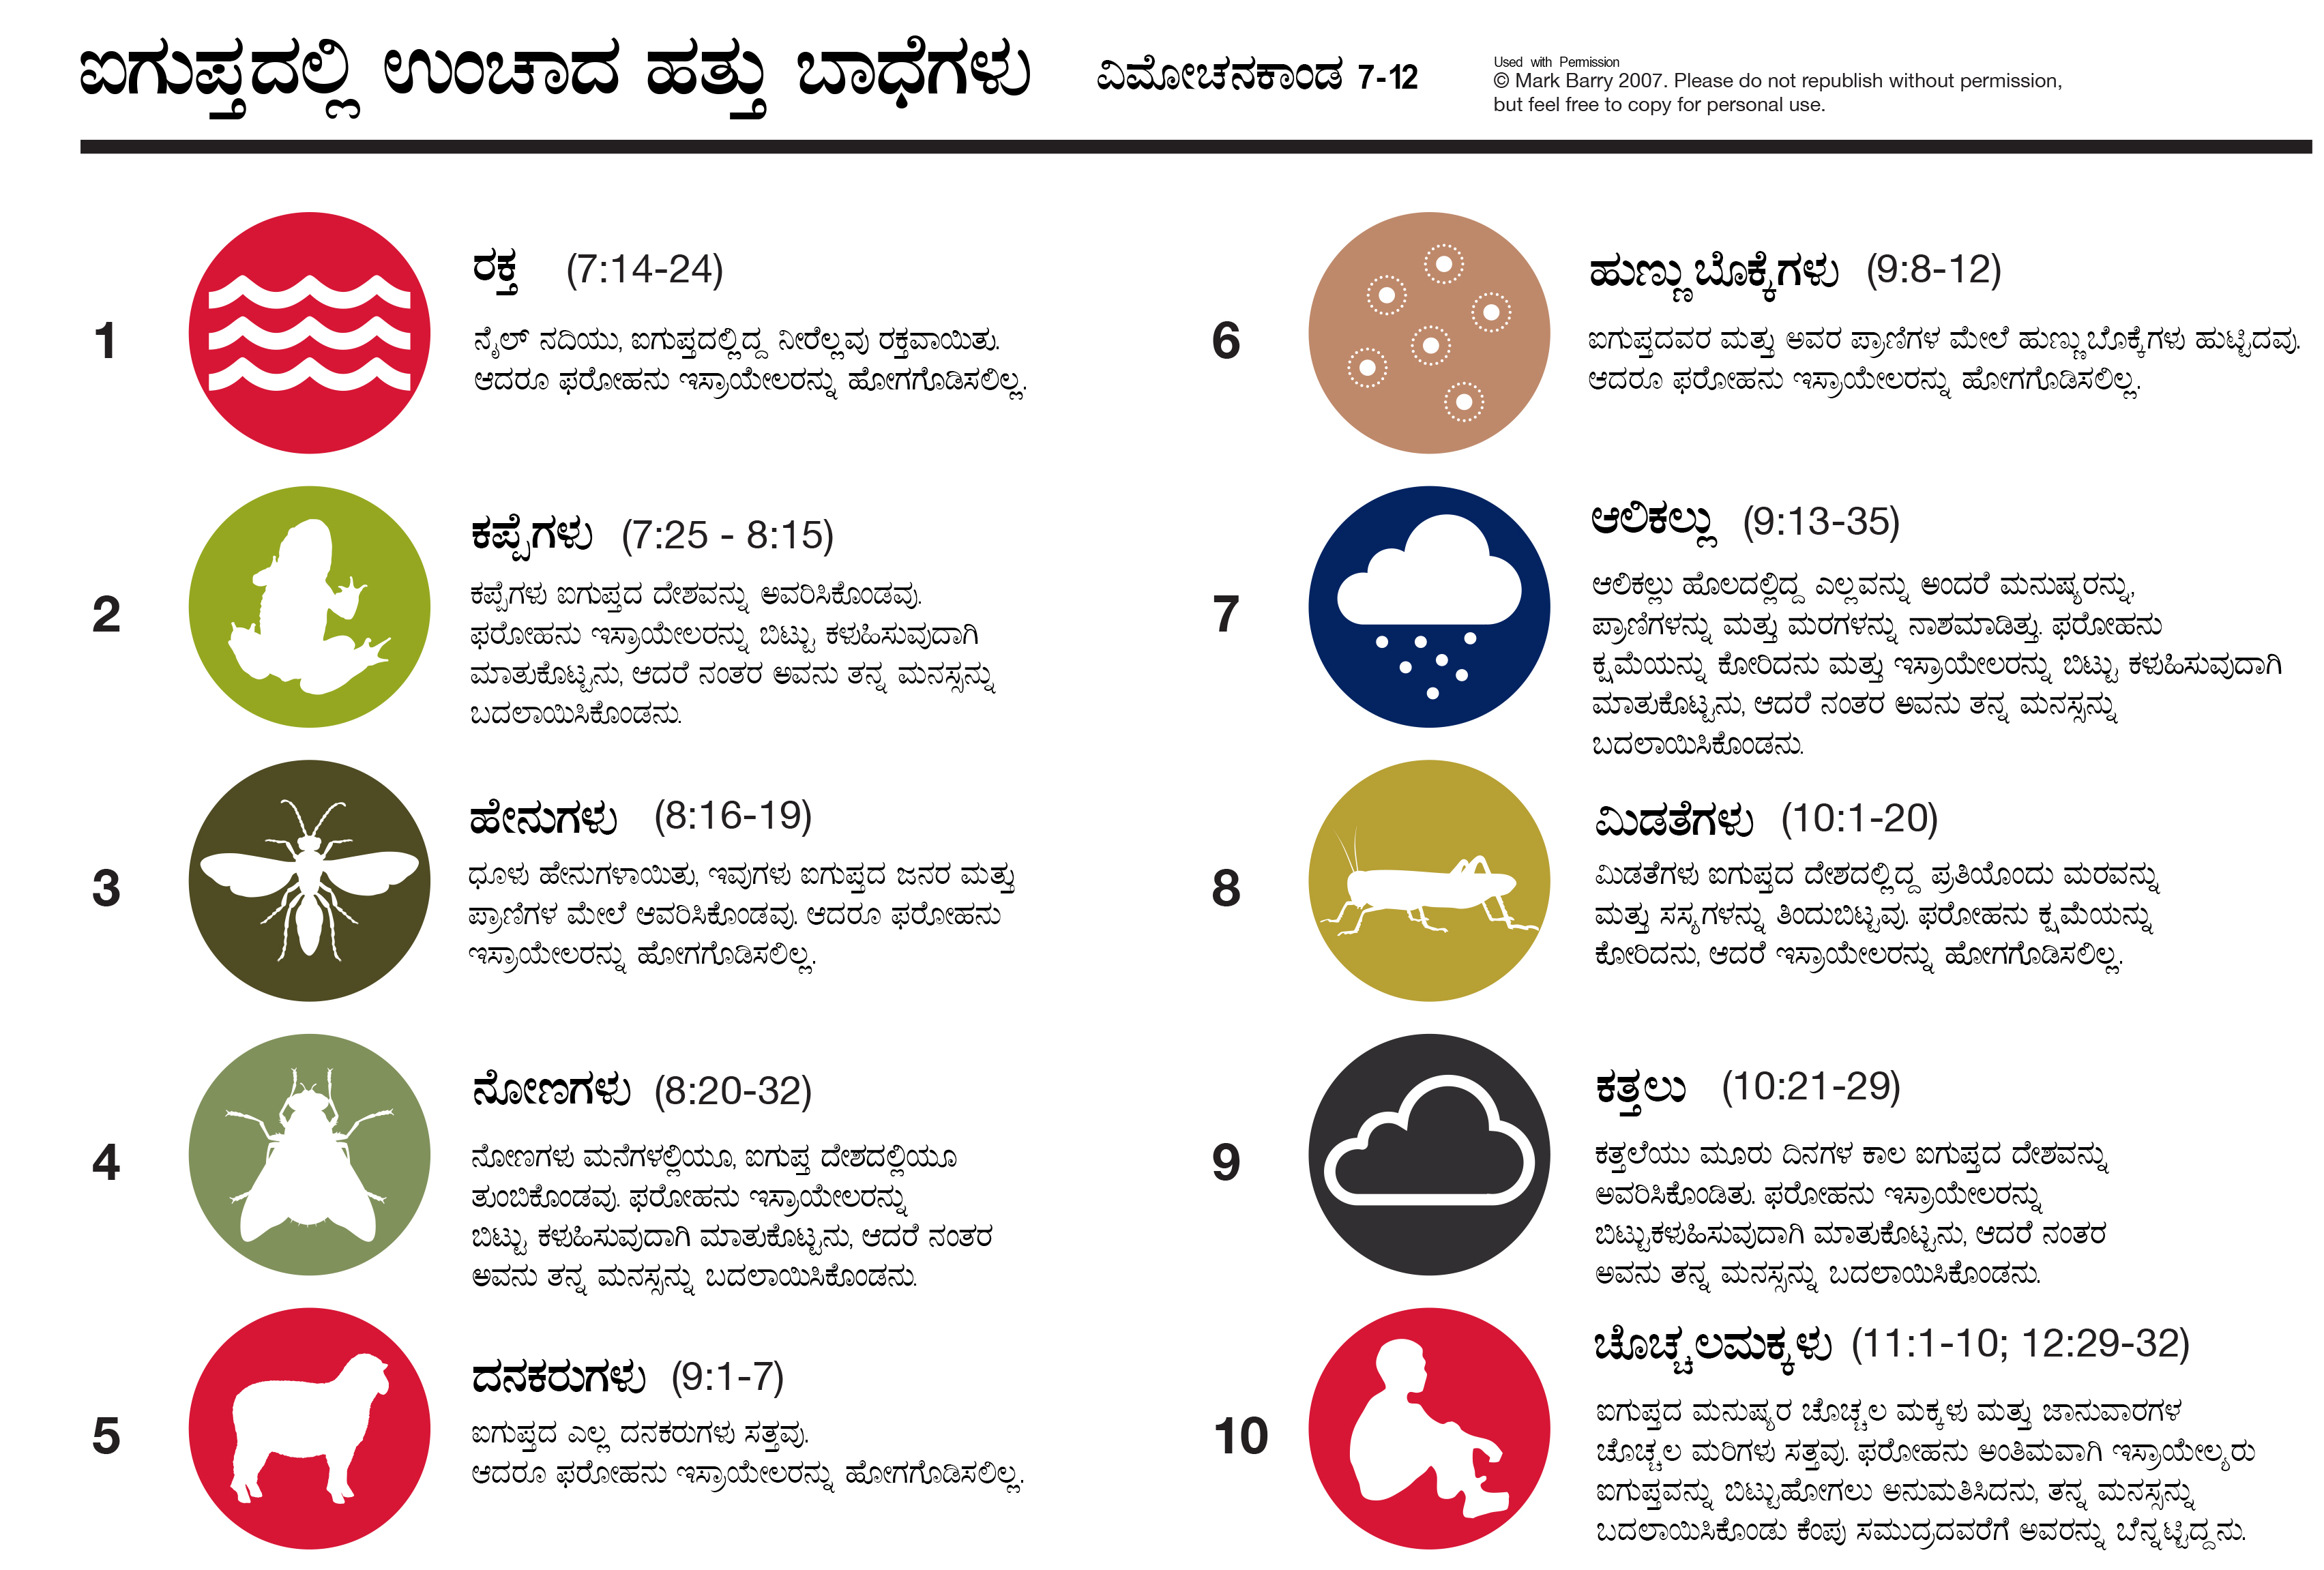 ಐಗುಪ್ತದಲ್ಲಿ ಉಂಚಾದ ಹತ್ತು ಬಾಧೆಗಳು
ವಿಮೋಚನಕಾಂಡ 7-12
Used with Permission
© Mark Barry 2007. Please do not republish without permission,
but feel free to copy for personal use.
1
ರಕ್ತ (7:14-24)
ನೈಲ್ ನದಿಯು, ಐಗುಪ್ತದಲ್ಲಿದ್ದ ನೀರೆಲ್ಲವು ರಕ್ತವಾಯಿತು.
ಆದರೂ ಫರೋಹನು ಇಸ್ರಾಯೇಲರನ್ನು ಹೋಗಗೊಡಿಸಲಿಲ್ಲ.
2
ಕಪ್ಪೆಗಳು (7:25 - 8:15)
ಕಪ್ಪೆಗಳು ಐಗುಪ್ತದ ದೇಶವನ್ನು ಅವರಿಸಿಕೊಂಡವು.
ಫರೋಹನು ಇಸ್ರಾಯೇಲರನ್ನು ಬಿಟ್ಟು ಕಳುಹಿಸುವುದಾಗಿ
ಮಾತುಕೊಟ್ಟನು, ಆದರೆ ನಂತರ ಅವನು ತನ್ನ ಮನಸ್ಸನ್ನು
ಬದಲಾಯಿಸಿಕೊಂಡನು.
3
ಹೇನುಗಳು (8:16-19)
ಧೂಳು ಹೇನುಗಳಾಯಿತು, ಇವುಗಳು ಐಗುಪ್ತದ ಜನರ ಮತ್ತು
ಪ್ರಾಣಿಗಳ ಮೇಲೆ ಆವರಿಸಿಕೊಂಡವು. ಆದರೂ ಫರೋಹನು
ಇಸ್ರಾಯೇಲರನ್ನು ಹೋಗಗೊಡಿಸಲಿಲ್ಲ.
4
ನೋಣಗಳು (8:20-32)
ನೋಣಗಳು ಮನೆಗಳಲ್ಲಿಯೂ, ಐಗುಪ್ತ ದೇಶದಲ್ಲಿಯೂ
ತುಂಬಿಕೊಂಡವು. ಫರೋಹನು ಇಸ್ರಾಯೇಲರನ್ನು
ಬಿಟ್ಟು ಕಳುಹಿಸುವುದಾಗಿ ಮಾತುಕೊಟ್ಟನು, ಆದರೆ ನಂತರ
ಅವನು ತನ್ನ ಮನಸ್ಸನ್ನು ಬದಲಾಯಿಸಿಕೊಂಡನು.
5
ದನಕರುಗಳು (9:1-7)
ಐಗುಪ್ತದ ಎಲ್ಲ ದನಕರುಗಳು ಸತ್ತವು.
ಆದರೂ ಫರೋಹನು ಇಸ್ರಾಯೇಲರನ್ನು ಹೋಗಗೊಡಿಸಲಿಲ್ಲ.
6
ಹುಣ್ಣುಬೊಕ್ಕೆಗಳು (9:8-12)
ಐಗುಪ್ತದವರ ಮತ್ತು ಅವರ ಪ್ರಾಣಿಗಳ ಮೇಲೆ ಹುಣ್ಣುಬೊಕ್ಕೆಗಳು ಹುಟ್ಟಿದವು.
ಆದರೂ ಫರೋಹನು ಇಸ್ರಾಯೇಲರನ್ನು ಹೋಗಗೊಡಿಸಲಿಲ್ಲ.
7
ಆಲಿಕಲ್ಲು (9:13-35)
ಆಲಿಕಲ್ಲು ಹೊಲದಲ್ಲಿದ್ದ ಎಲ್ಲವನ್ನು ಅಂದರೆ ಮನುಷ್ಯರನ್ನು,
ಪ್ರಾಣಿಗಳನ್ನು ಮತ್ತು ಮರಗಳನ್ನು ನಾಶಮಾಡಿತ್ತು. ಫರೋಹನು
ಕ್ಷಮೆಯನ್ನು ಕೋರಿದನು ಮತ್ತು ಇಸ್ರಾಯೇಲರನ್ನು ಬಿಟ್ಟು ಕಳುಹಿಸುವುದಾಗಿ
ಮಾತುಕೊಟ್ಟನು, ಆದರೆ ನಂತರ ಅವನು ತನ್ನ ಮನಸ್ಸನ್ನು
ಬದಲಾಯಿಸಿಕೊಂಡನು.
8
ಮಿಡತೆಗಳು (10:1-20)
ಮಿಡತೆಗಳು ಐಗುಪ್ತದ ದೇಶದಲ್ಲಿದ್ದ ಪ್ರತಿಯೊಂದು ಮರವನ್ನು
ಮತ್ತು ಸಸ್ಯಗಳನ್ನು ತಿಂದುಬಿಟ್ಟವು. ಫರೋಹನು ಕ್ಷಮೆಯನ್ನು
ಕೋರಿದನು, ಆದರೆ ಇಸ್ರಾಯೇಲರನ್ನು ಹೋಗಗೊಡಿಸಲಿಲ್ಲ.
9
ಕತ್ತಲು (10:21-29)
ಕತ್ತಲೆಯು ಮೂರು ದಿನಗಳ ಕಾಲ ಐಗುಪ್ತದ ದೇಶವನ್ನು
ಅವರಿಸಿಕೊಂಡಿತು. ಫರೋಹನು ಇಸ್ರಾಯೇಲರನ್ನು
ಬಿಟ್ಟುಕಳುಹಿಸುವುದಾಗಿ ಮಾತುಕೊಟ್ಟನು, ಆದರೆ ನಂತರ
ಅವನು ತನ್ನ ಮನಸ್ಸನ್ನು ಬದಲಾಯಿಸಿಕೊಂಡನು.
10
ಚೊಚ್ಚಲಮಕ್ಕಳು (11:1-10; 12:29-32)
ಐಗುಪ್ತದ ಮನುಷ್ಯರ ಚೊಚ್ಚಲ ಮಕ್ಕಳು ಮತ್ತು ಜಾನುವಾರಗಳ
ಚೊಚ್ಚಲ ಮರಿಗಳು ಸತ್ತವು. ಫರೋಹನು ಅಂತಿಮವಾಗಿ ಇಸ್ರಾಯೇಲ್ಯರು
ಐಗುಪ್ತವನ್ನು ಬಿಟ್ಟುಹೋಗಲು ಅನುಮತಿಸಿದನು, ತನ್ನ ಮನಸ್ಸನ್ನು
ಬದಲಾಯಿಸಿಕೊಂಡು ಕೆಂಪು ಸಮುದ್ರದವರೆಗೆ ಅವರನ್ನು ಬೆನ್ನಟ್ಟಿದ್ದನು.